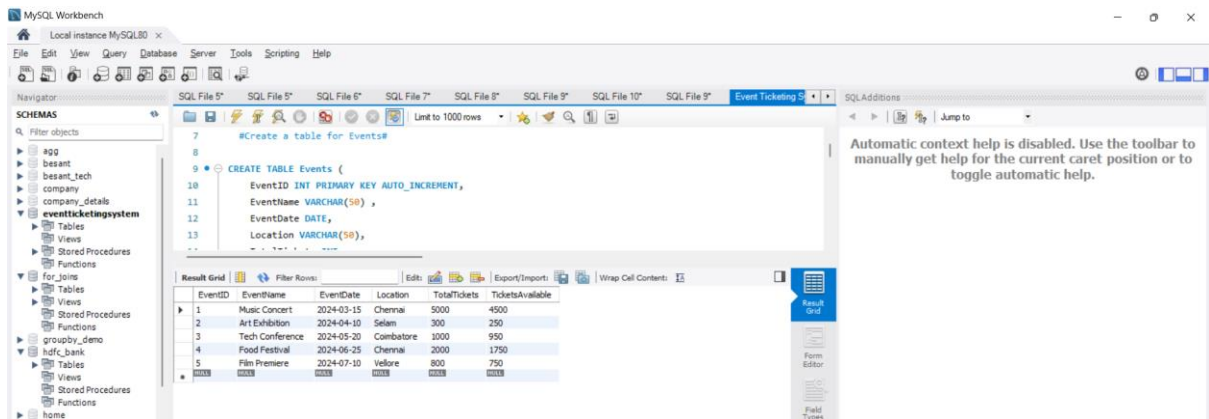 MySQL Workbench
Local instance MySQL80 ×
File Edit View Query Database Server Tools Scripting Help
Navigator
SCHEMAS
Filter objects
agg
besant
besant_tech
company
company_details
eventticketingsystem
Tables
Views
Stored Procedures
Functions
for_joins
Tables
Views
Stored Procedures
Functions
groupby_demo
hdfc_bank
Tables
Views
Stored Procedures
Functions
home
SQL File 5* SQL File 5* SQL File 6* SQL File 7* SQL File 8* SQL File 9* SQL File 10* SQL File 9* Event Ticketing S
Limit to 1000 rows
7 #Create a table for Events#
8
9 CREATE TABLE Events (
10 EventID INT PRIMARY KEY AUTO_INCREMENT,
11 EventName VARCHAR(50) ,
12 EventDate DATE,
13 Location VARCHAR(50),
Result Grid Filter Rows: Edit: Export/Import: Wrap Cell Content:
EventID EventName EventDate Location TotalTickets TicketsAvailable
1 Music Concert 2024-03-15 Chennai 5000 4500
2 Art Exhibition 2024-04-10 Selam 300 250
3 Tech Conference 2024-05-20 Coimbatore 1000 950
4 Food Festival 2024-06-25 Chennai 2000 1750
5 Film Premiere 2024-07-10 Vellore 800 750
NULL NULL NULL NULL NULL NULL
Result Grid
Form Editor
Field Types
SQLAdditions
Jump to
Automatic context help is disabled. Use the toolbar to
manually get help for the current caret position or to
toggle automatic help.